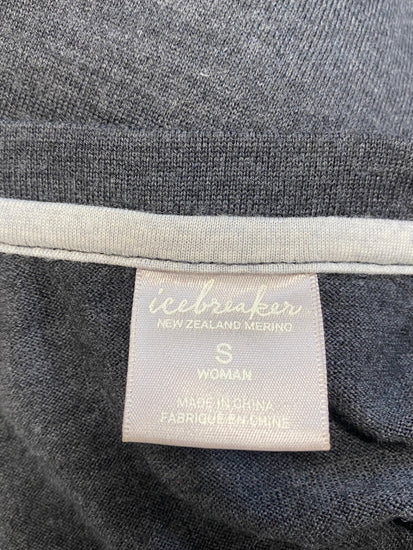 icebreaker
NEW ZEALAND MERINO
S
WOMAN
MADE IN CHINA
FABRIQUE EN CHINE